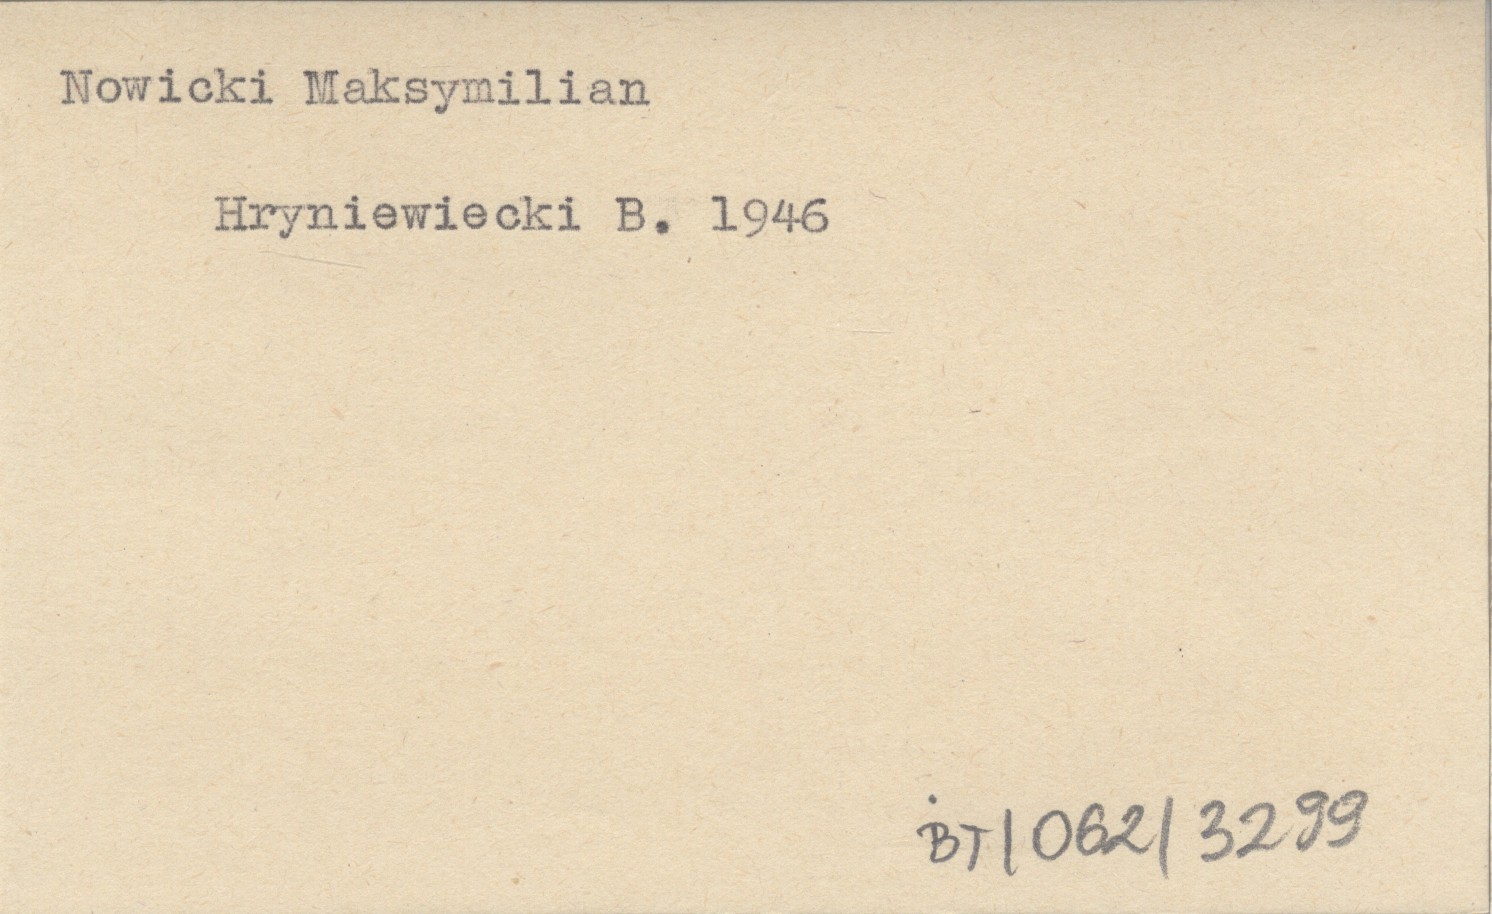 Nowicki Maksymilian
Hryniewiecki B. 1946
BT/062/3299